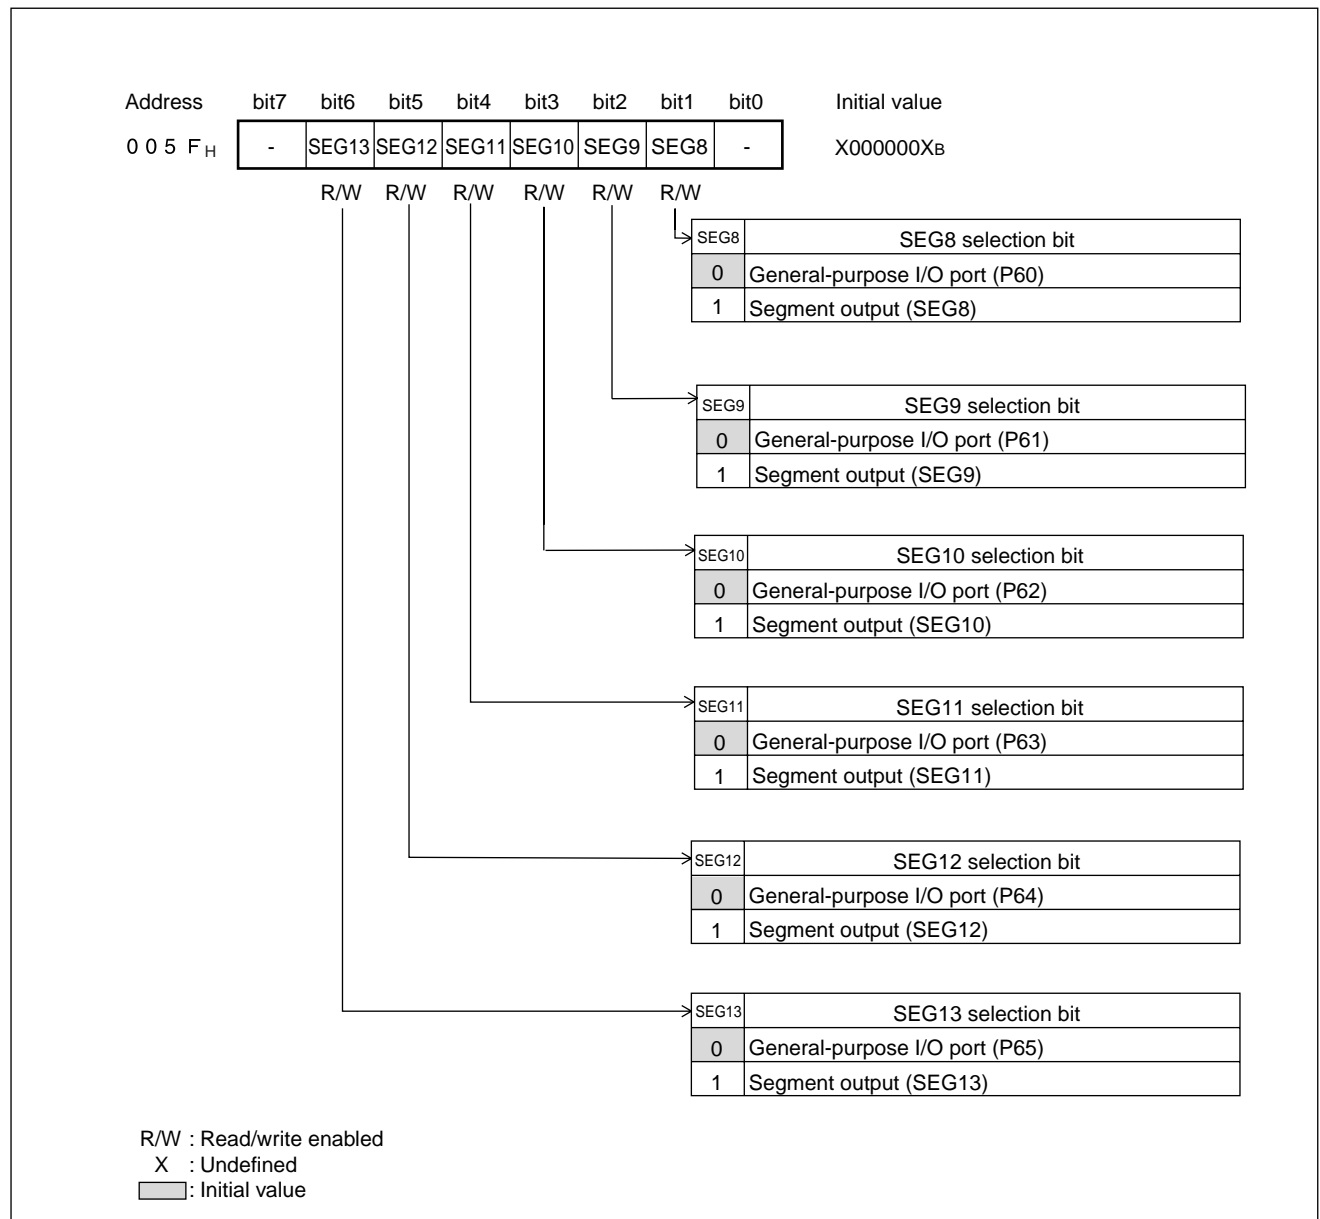 Address bit7 bit6 bit5 bit4 bit3 bit2 bit1 bit0 Initial value
005FH - SEG13 SEG12 SEG11 SEG10 SEG9 SEG8 - X000000XB
R/W R/W R/W R/W R/W R/W
SEG8 SEG8 selection bit
0 General-purpose I/O port (P60)
1 Segment output (SEG8)
SEG9 SEG9 selection bit
0 General-purpose I/O port (P61)
1 Segment output (SEG9)
SEG10 SEG10 selection bit
0 General-purpose I/O port (P62)
1 Segment output (SEG10)
SEG11 SEG11 selection bit
0 General-purpose I/O port (P63)
1 Segment output (SEG11)
SEG12 SEG12 selection bit
0 General-purpose I/O port (P64)
1 Segment output (SEG12)
SEG13 SEG13 selection bit
0 General-purpose I/O port (P65)
1 Segment output (SEG13)
R/W : Read/write enabled
X : Undefined
: Initial value